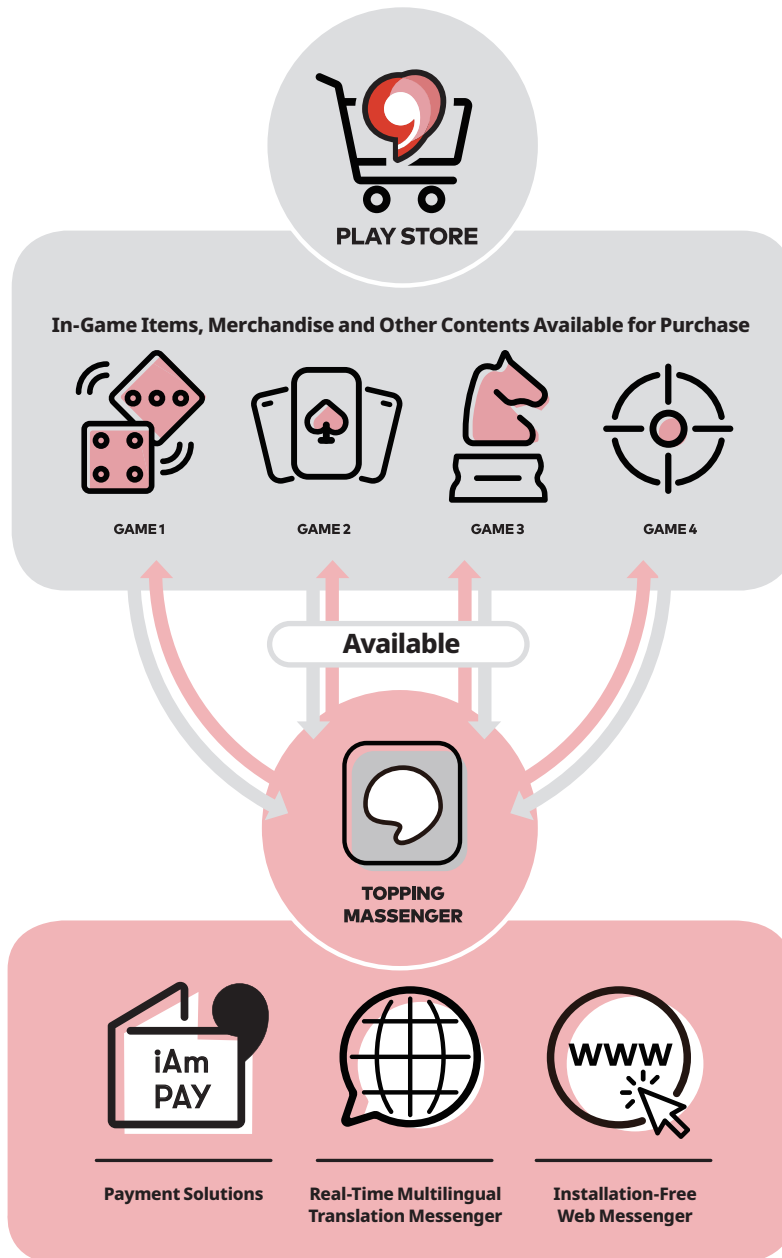 PLAY STORE
In-Game Items, Merchandise and Other Contents Available for Purchase
GAME 1
GAME 2
GAME 3
GAME 4
Available
TOPPING
MASSENGER
iAm
PAY
WWW
Payment Solutions
Real-Time Multilingual
Translation Messenger
Installation-Free
Web Messenger